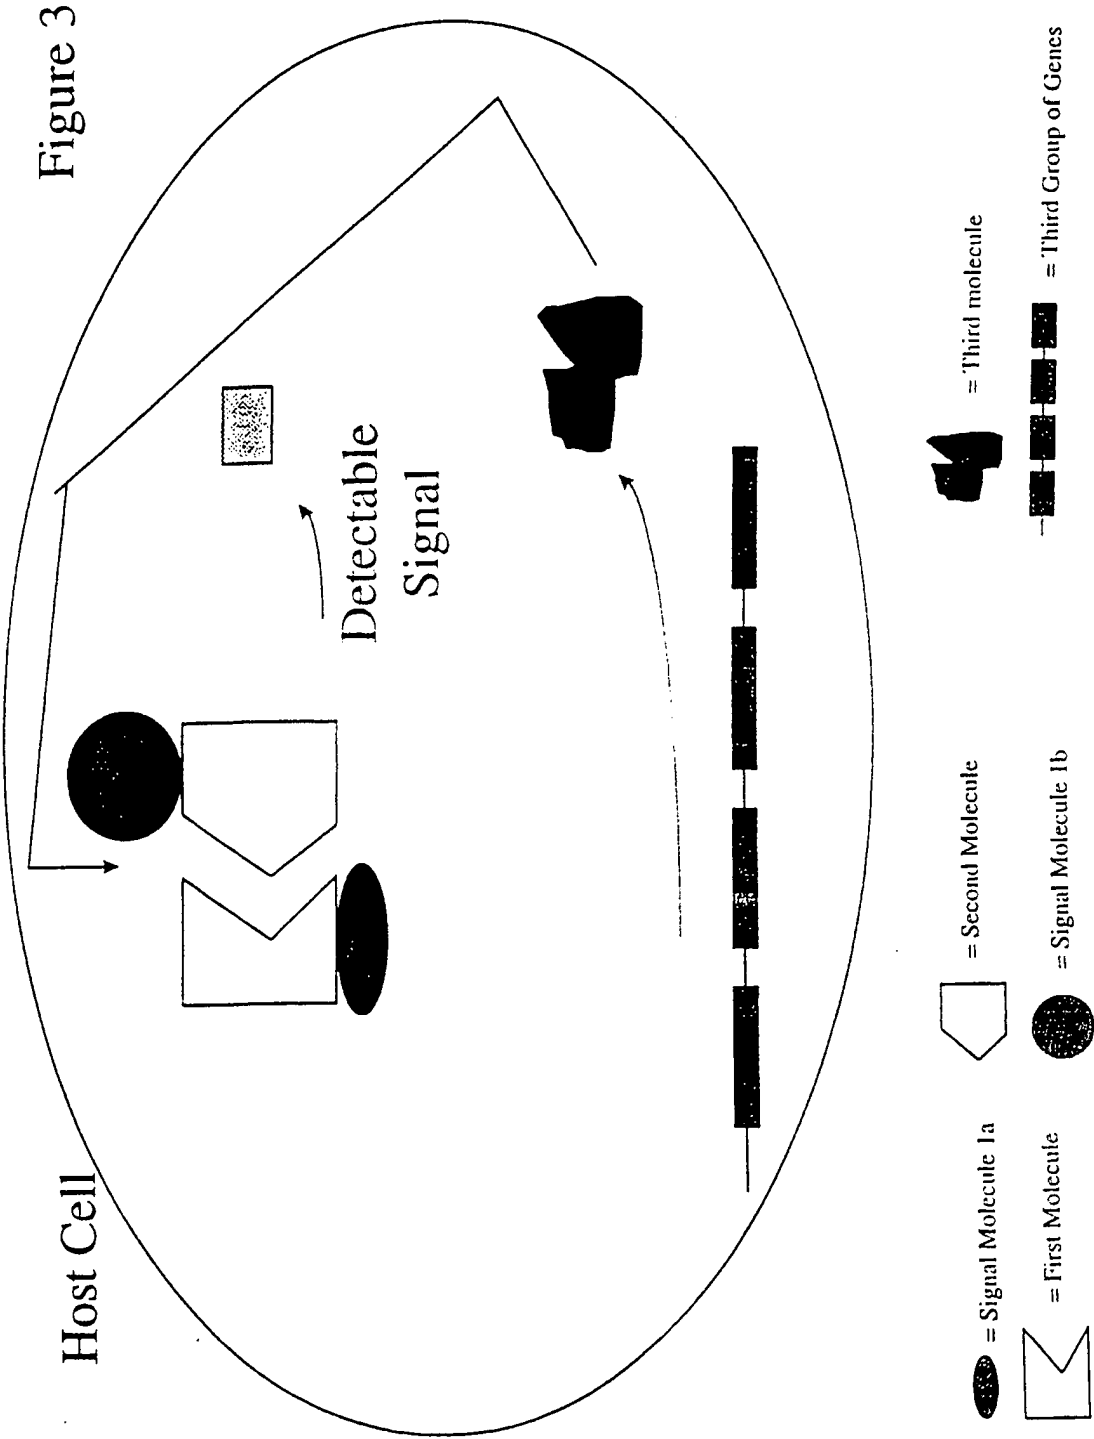 Figure 3
Host Cell
Detectable
Signal
= Signal Molecule 1a
= First Molecule
= Second Molecule
= Signal Molecule 1b
= Third molecule
= Third Group of Genes